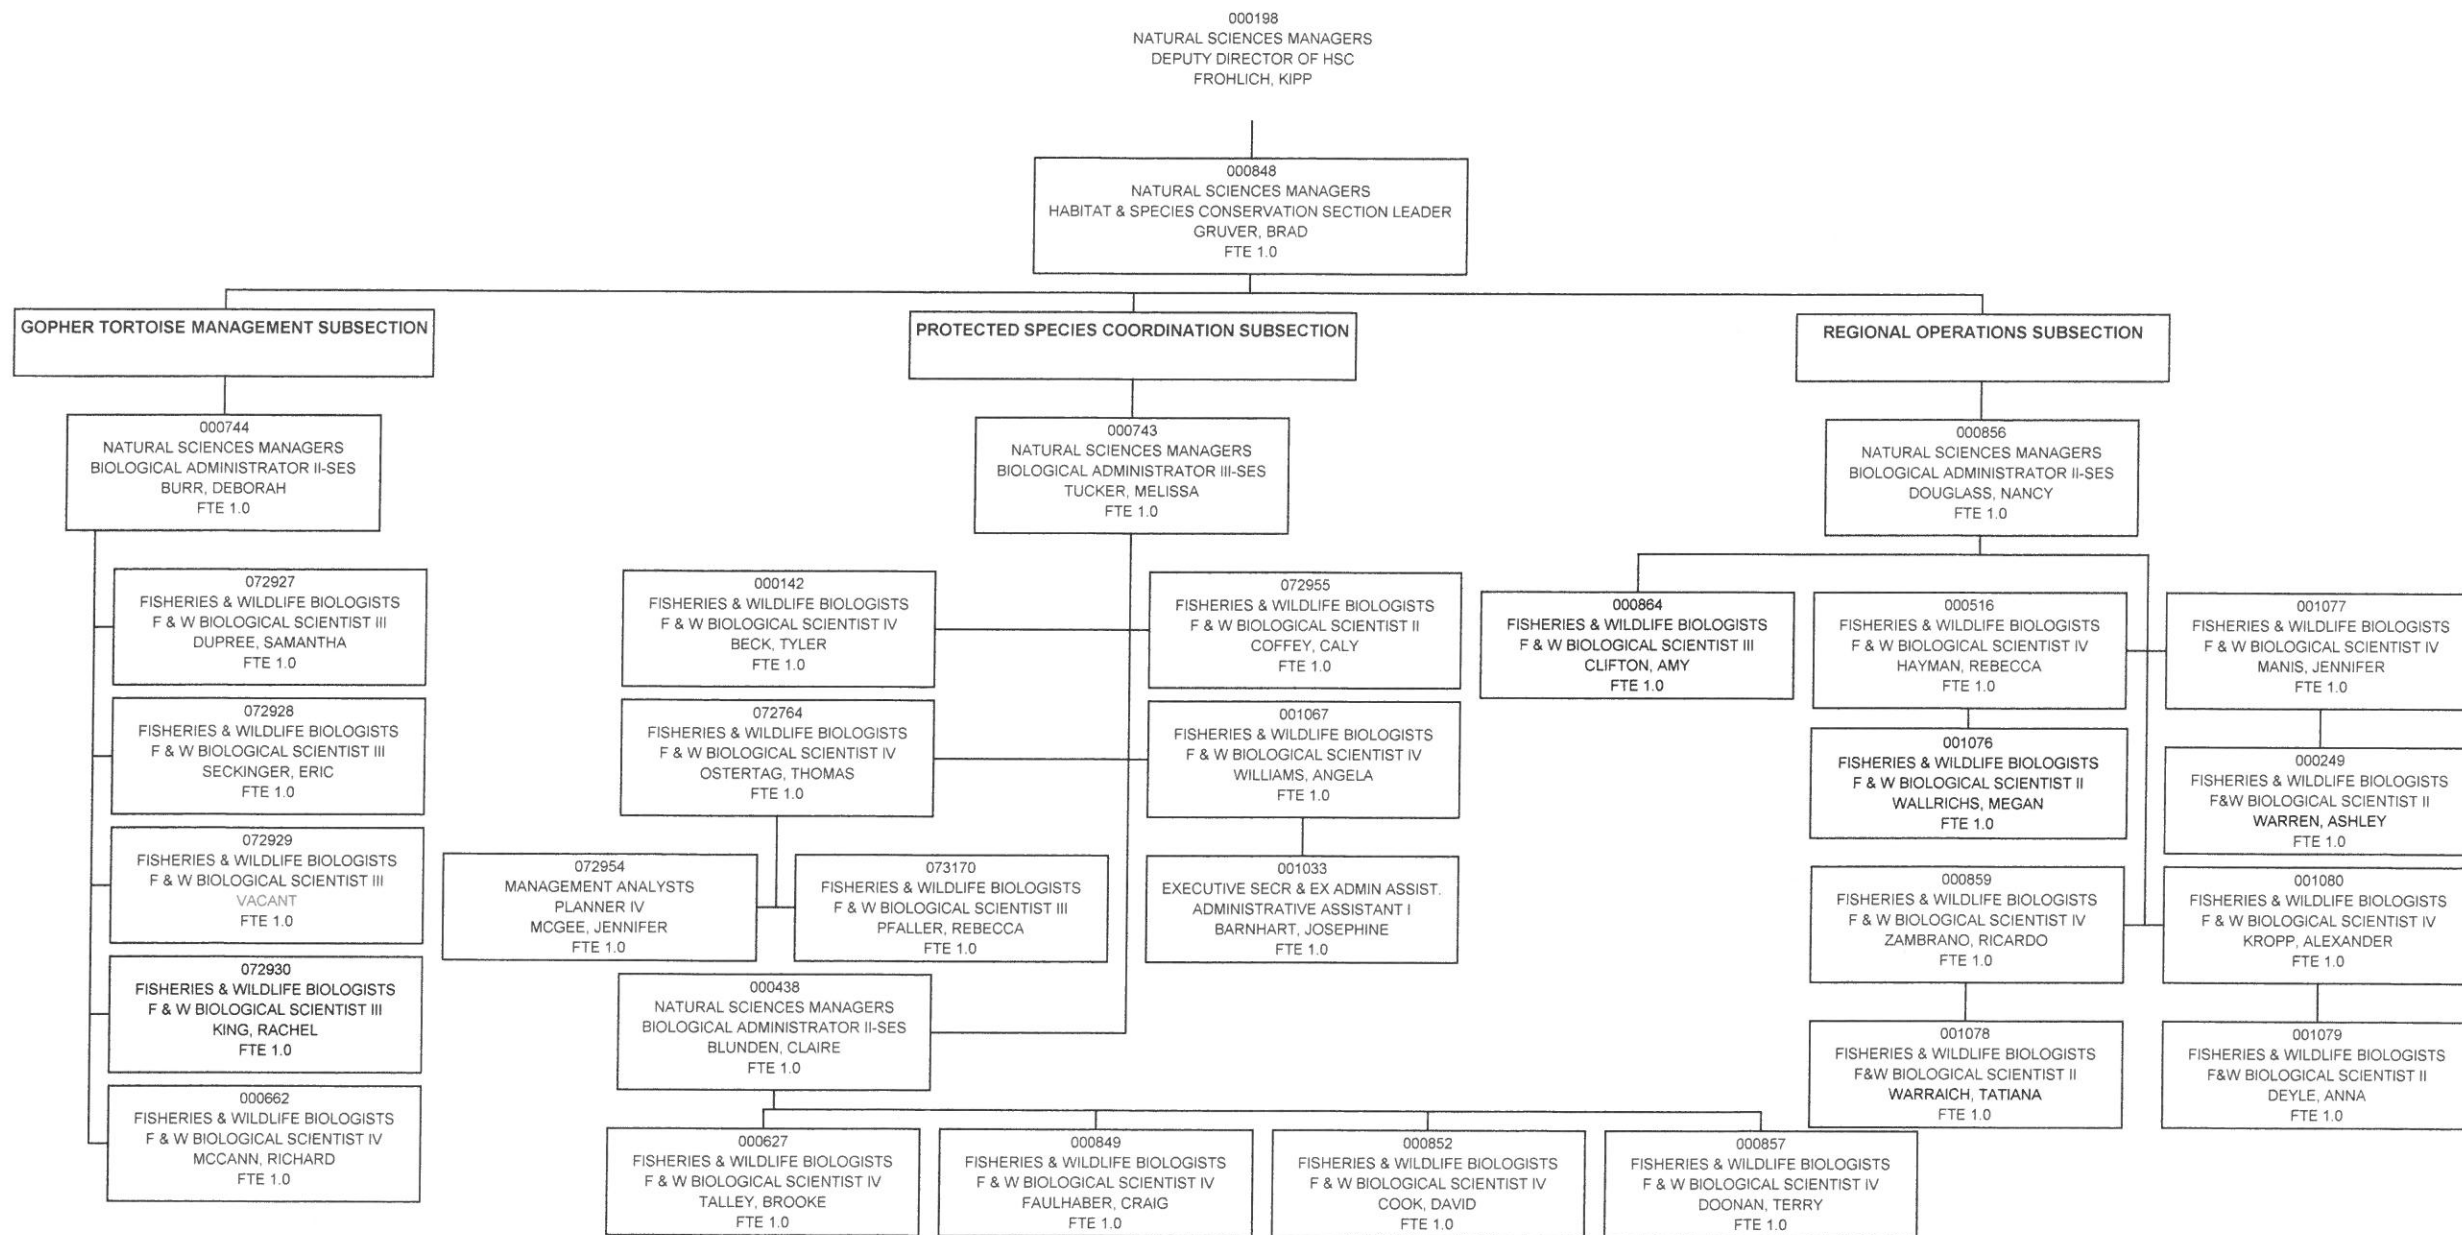 000198
NATURAL SCIENCES MANAGERS
DEPUTY DIRECTOR OF HSC
FROHLICH, KIPP
000848
NATURAL SCIENCES MANAGERS
HABITAT & SPECIES CONSERVATION SECTION LEADER
GRUVER, BRAD
FTE 1.0
GOPHER TORTOISE MANAGEMENT SUBSECTION
PROTECTED SPECIES COORDINATION SUBSECTION
REGIONAL OPERATIONS SUBSECTION
000744
NATURAL SCIENCES MANAGERS
BIOLOGICAL ADMINISTRATOR II-SES
BURR, DEBORAH
FTE 1.0
000743
NATURAL SCIENCES MANAGERS
BIOLOGICAL ADMINISTRATOR III-SES
TUCKER, MELISSA
FTE 1.0
000856
NATURAL SCIENCES MANAGERS
BIOLOGICAL ADMINISTRATOR II-SES
DOUGLASS, NANCY
FTE 1.0
072927
FISHERIES & WILDLIFE BIOLOGISTS
F & W BIOLOGICAL SCIENTIST III
DUPREE, SAMANTHA
FTE 1.0
072928
FISHERIES & WILDLIFE BIOLOGISTS
F & W BIOLOGICAL SCIENTIST III
SECKINGER, ERIC
FTE 1.0
072929
FISHERIES & WILDLIFE BIOLOGISTS
F & W BIOLOGICAL SCIENTIST III
VACANT
FTE 1.0
072930
FISHERIES & WILDLIFE BIOLOGISTS
F & W BIOLOGICAL SCIENTIST III
KING, RACHEL
FTE 1.0
000662
FISHERIES & WILDLIFE BIOLOGISTS
F & W BIOLOGICAL SCIENTIST IV
MCCANN, RICHARD
FTE 1.0
000142
FISHERIES & WILDLIFE BIOLOGISTS
F & W BIOLOGICAL SCIENTIST IV
BECK, TYLER
FTE 1.0
072955
FISHERIES & WILDLIFE BIOLOGISTS
F & W BIOLOGICAL SCIENTIST II
COFFEY, CALY
FTE 1.0
072764
FISHERIES & WILDLIFE BIOLOGISTS
F & W BIOLOGICAL SCIENTIST IV
OSTERTAG, THOMAS
FTE 1.0
001067
FISHERIES & WILDLIFE BIOLOGISTS
F & W BIOLOGICAL SCIENTIST IV
WILLIAMS, ANGELA
FTE 1.0
072954
MANAGEMENT ANALYSTS
PLANNER IV
MCGEE, JENNIFER
FTE 1.0
073170
FISHERIES & WILDLIFE BIOLOGISTS
F & W BIOLOGICAL SCIENTIST III
PFALLER, REBECCA
FTE 1.0
001033
EXECUTIVE SECR & EX ADMIN ASSIST.
ADMINISTRATIVE ASSISTANT I
BARNHART, JOSEPHINE
FTE 1.0
000438
NATURAL SCIENCES MANAGERS
BIOLOGICAL ADMINISTRATOR II-SES
BLUNDEN, CLAIRE
FTE 1.0
000627
FISHERIES & WILDLIFE BIOLOGISTS
F & W BIOLOGICAL SCIENTIST IV
TALLEY, BROOKE
FTE 1.0
000849
FISHERIES & WILDLIFE BIOLOGISTS
F & W BIOLOGICAL SCIENTIST IV
FAULHABER, CRAIG
FTE 1.0
000852
FISHERIES & WILDLIFE BIOLOGISTS
F & W BIOLOGICAL SCIENTIST IV
COOK, DAVID
FTE 1.0
000857
FISHERIES & WILDLIFE BIOLOGISTS
F & W BIOLOGICAL SCIENTIST IV
DOONAN, TERRY
FTE 1.0
000864
FISHERIES & WILDLIFE BIOLOGISTS
F & W BIOLOGICAL SCIENTIST III
CLIFTON, AMY
FTE 1.0
000516
FISHERIES & WILDLIFE BIOLOGISTS
F & W BIOLOGICAL SCIENTIST IV
HAYMAN, REBECCA
FTE 1.0
001077
FISHERIES & WILDLIFE BIOLOGISTS
F & W BIOLOGICAL SCIENTIST IV
MANIS, JENNIFER
FTE 1.0
001076
FISHERIES & WILDLIFE BIOLOGISTS
F & W BIOLOGICAL SCIENTIST II
WALLRICHS, MEGAN
FTE 1.0
000249
FISHERIES & WILDLIFE BIOLOGISTS
F&W BIOLOGICAL SCIENTIST II
WARREN, ASHLEY
FTE 1.0
000859
FISHERIES & WILDLIFE BIOLOGISTS
F & W BIOLOGICAL SCIENTIST IV
ZAMBRANO, RICARDO
FTE 1.0
001080
FISHERIES & WILDLIFE BIOLOGISTS
F & W BIOLOGICAL SCIENTIST IV
KROPP, ALEXANDER
FTE 1.0
001078
FISHERIES & WILDLIFE BIOLOGISTS
F&W BIOLOGICAL SCIENTIST II
WARRAICH, TATIANA
FTE 1.0
001079
FISHERIES & WILDLIFE BIOLOGISTS
F&W BIOLOGICAL SCIENTIST II
DEYLE, ANNA
FTE 1.0